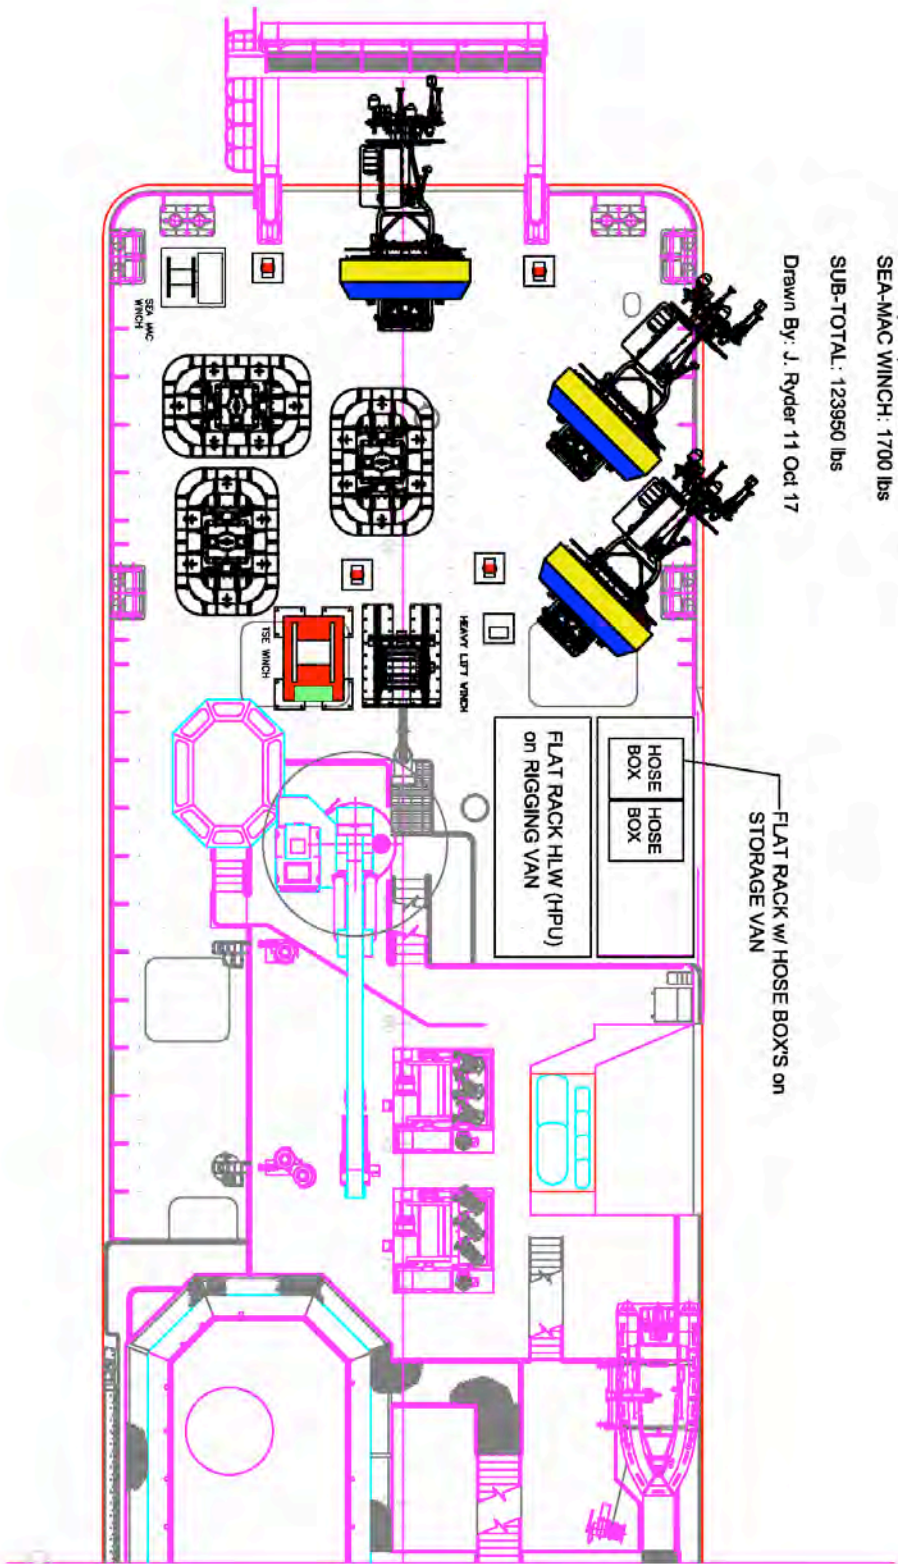 SEA-MAC WINCH: 1700 lbs
SUB-TOTAL: 123950 lbs
Drawn By: J. Ryder 11 Oct 17
SEA MAC
WINCH
TSE WINCH
HEAVY LIFT WINCH
FLAT RACK HLW (HPU)
on RIGGING VAN
HOSE
BOX
HOSE
BOX
FLAT RACK w/ HOSE BOX'S on
STORAGE VAN